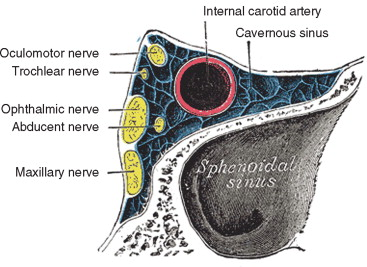 Internal carotid artery
Cavernous sinus
Oculomotor nerve
Trochlear nerve
Ophthalmic nerve
Abducent nerve
Maxillary nerve
Sphenoidal
sinus